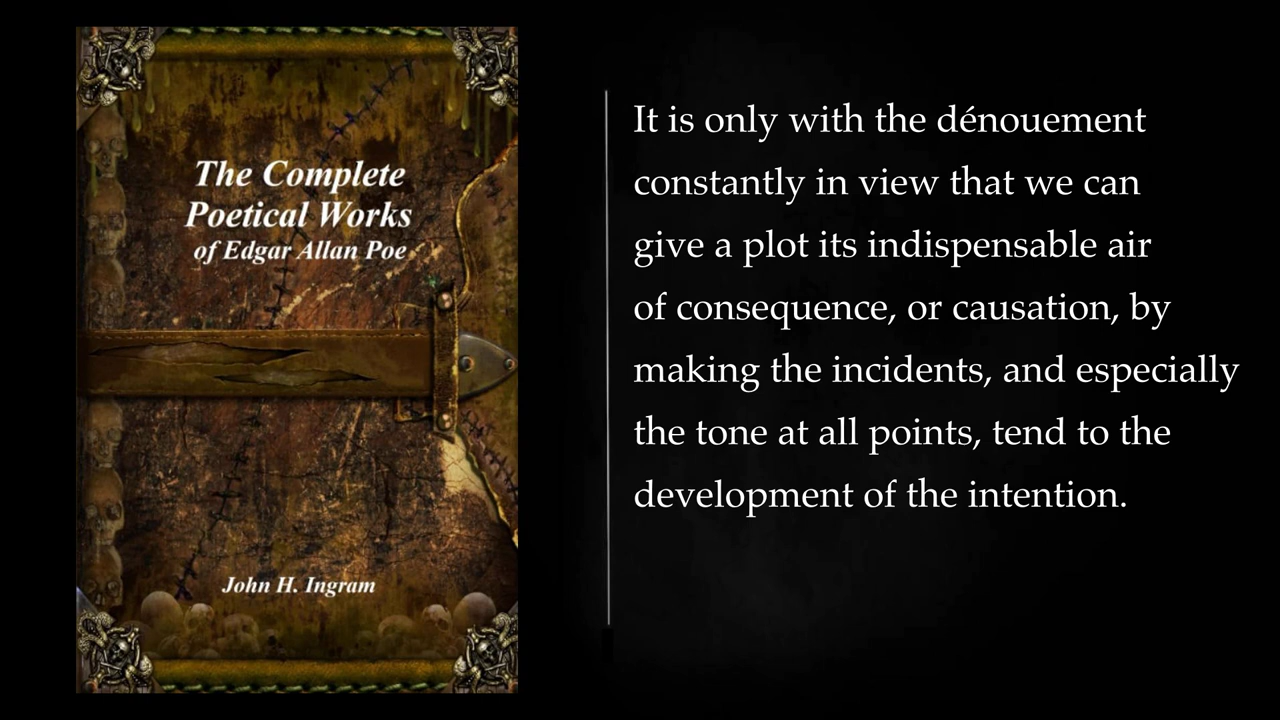 The Complete
Poetical Works
of Edgar Allan Poe
John H. Ingram
It is only with the dénouement
constantly in view that we can
give a plot its indispensable air
of consequence, or causation, by
making the incidents, and especially
the tone at all points, tend to the
development of the intention.